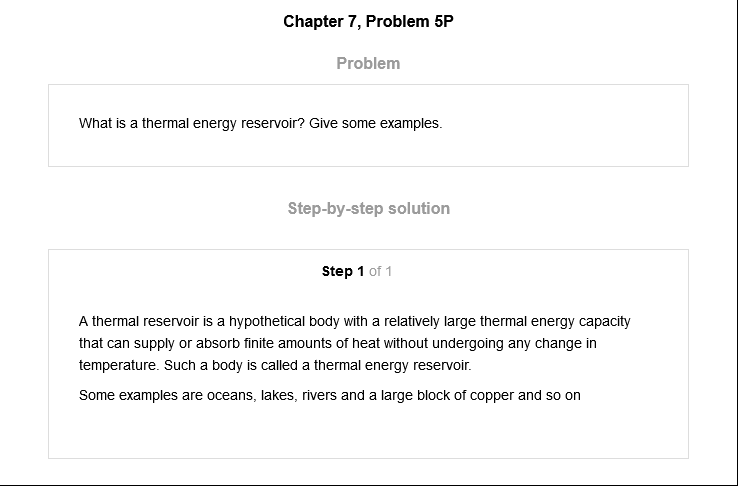 Chapter 7, Problem 5P
Problem
What is a thermal energy reservoir? Give some examples.
Step-by-step solution
Step 1 of 1
A thermal reservoir is a hypothetical body with a relatively large thermal energy capacity
that can supply or absorb finite amounts of heat without undergoing any change in
temperature. Such a body is called a thermal energy reservoir.
Some examples are oceans, lakes, rivers and a large block of copper and so on